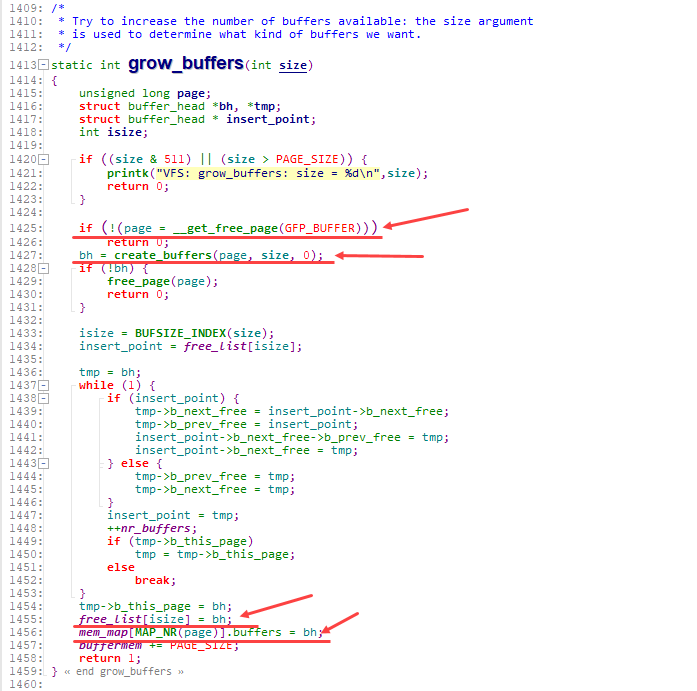 1409: /*
1410:  * Try to increase the number of buffers available: the size argument
1411:  * is used to determine what kind of buffers we want.
1412:  */
1413: static int grow_buffers(int size)
1414: {
1415:     unsigned long page;
1416:     struct buffer_head *bh, *tmp;
1417:     struct buffer_head * insert_point;
1418:     int isize;
1419:
1420:     if ((size & 511) || (size > PAGE_SIZE)) {
1421:         printk("VFS: grow_buffers: size = %d\n",size);
1422:         return 0;
1423:     }
1424:
1425:     if (!(page = __get_free_page(GFP_BUFFER)))
1426:         return 0;
1427:     bh = create_buffers(page, size, 0);
1428:     if (!bh) {
1429:         free_page(page);
1430:         return 0;
1431:     }
1432:
1433:     isize = BUFSIZE_INDEX(size);
1434:     insert_point = free_list[isize];
1435:
1436:     tmp = bh;
1437:     while (1) {
1438:         if (insert_point) {
1439:             tmp->b_next_free = insert_point->b_next_free;
1440:             tmp->b_prev_free = insert_point;
1441:             insert_point->b_next_free->b_prev_free = tmp;
1442:             insert_point->b_next_free = tmp;
1443:         } else {
1444:             tmp->b_prev_free = tmp;
1445:             tmp->b_next_free = tmp;
1446:         }
1447:         insert_point = tmp;
1448:         ++nr_buffers;
1449:         if (tmp->b_this_page)
1450:             tmp = tmp->b_this_page;
1451:         else
1452:             break;
1453:     }
1454:     tmp->b_this_page = bh;
1455:     free_list[isize] = bh;
1456:     mem_map[MAP_NR(page)].buffers = bh;
1457:     buffermem += PAGE_SIZE;
1458:     return 1;
1459: } « end grow_buffers »
1460: